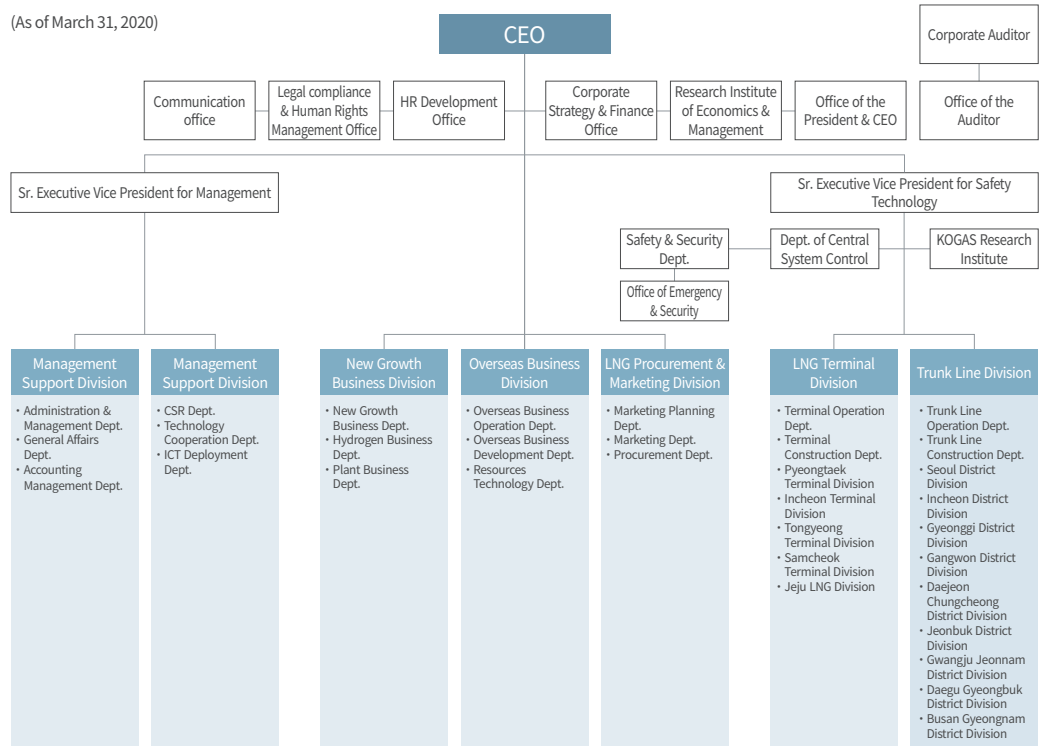 (As of March 31, 2020)
CEO
Corporate Auditor
Communication
office
Legal compliance
& Human Rights
Management Office
HR Development
Office
Corporate
Strategy & Finance
Office
Research Institute
of Economics &
Management
Office of the
President & CEO
Office of the
Auditor
Sr. Executive Vice President for Management
Sr. Executive Vice President for Safety
Technology
Safety & Security
Dept.
Dept. of Central
System Control
KOGAS Research
Institute
Office of Emergency
& Security
Management
Support Division
・Administration &
Management Dept.
・General Affairs
Dept.
・Accounting
Management Dept.
Management
Support Division
・CSR Dept.
・Technology
Cooperation Dept.
・ICT Deployment
Dept.
New Growth
Business Division
・New Growth
Business Dept.
・Hydrogen Business
Dept.
・Plant Business
Dept.
Overseas Business
Division
・Overseas Business
Operation Dept.
・Overseas Business
Development Dept.
・Resources
Technology Dept.
LNG Procurement &
Marketing Division
・Marketing Planning
Dept.
・Marketing Dept.
・Procurement Dept.
LNG Terminal
Division
・Terminal Operation
Dept.
・Terminal
Construction Dept.
・Pyeongtaek
Terminal Division
・Incheon Terminal
Division
・Tongyeong
Terminal Division
・Samcheok
Terminal Division
・Jeju LNG Division
Trunk Line Division
・Trunk Line
Operation Dept.
・Trunk Line
Construction Dept.
・Seoul District
Division
・Incheon District
Division
・Gyeonggi District
Division
・Gangwon District
Division
・Daejeon
Chungcheong
District Division
・Jeonbuk District
Division
・Gwangju Jeonnam
District Division
・Daegu Gyeongbuk
District Division
・Busan Gyeongnam
District Division